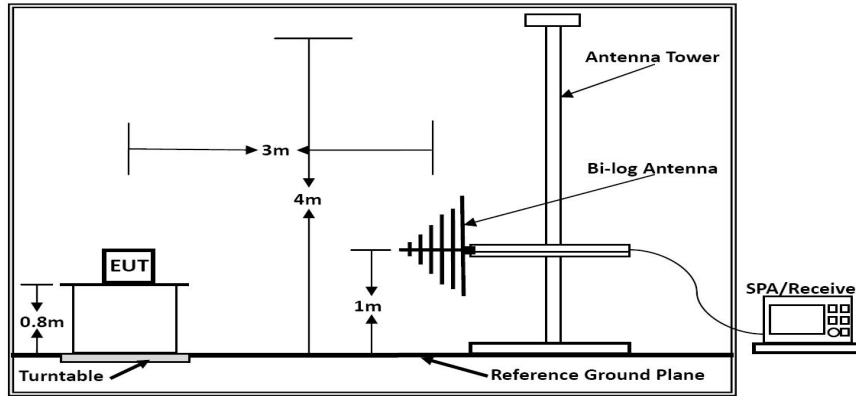 Antenna Tower
3m
Bi-log Antenna
4m
EUT
SPA/Receive
0.8m
1m
Turntable
Reference Ground Plane